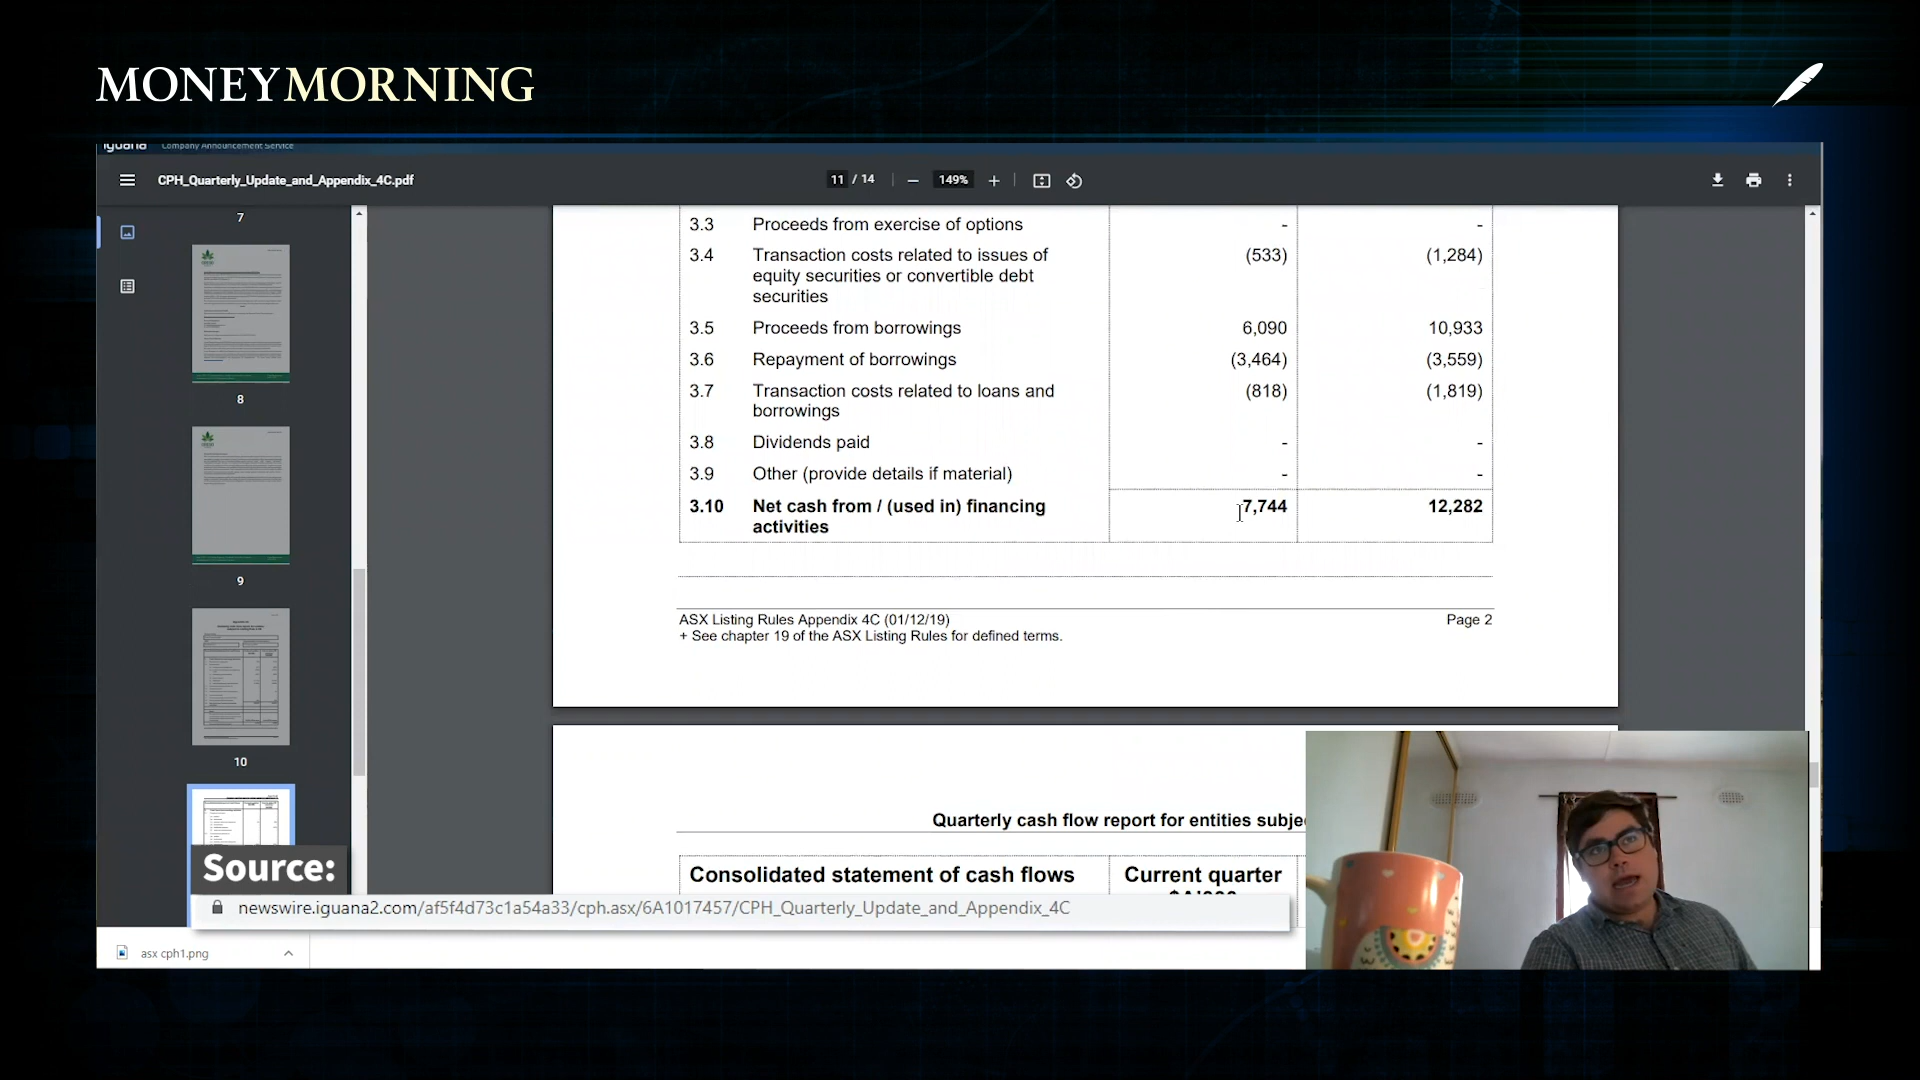 MONEYMORNING
iguana Company Announcement Service
CPH_Quarterly_Update_and_Appendix_4C.pdf 11 / 14 149%
7
8
9
10
3.3 Proceeds from exercise of options - -
3.4 Transaction costs related to issues of (533) (1,284)
equity securities or convertible debt
securities
3.5 Proceeds from borrowings 6,090 10,933
3.6 Repayment of borrowings (3,464) (3,559)
3.7 Transaction costs related to loans and (818) (1,819)
borrowings
3.8 Dividends paid - -
3.9 Other (provide details if material) - -
3.10 Net cash from / (used in) financing 7,744 12,282
activities
ASX Listing Rules Appendix 4C (01/12/19) Page 2
+ See chapter 19 of the ASX Listing Rules for defined terms.
Quarterly cash flow report for entities subje
Consolidated statement of cash flows Current quarter
$A'000
Source:
newswire.iguana2.com/af5f4d73c1a54a33/cph.asx/6A1017457/CPH_Quarterly_Update_and_Appendix_4C
asx cph1.png